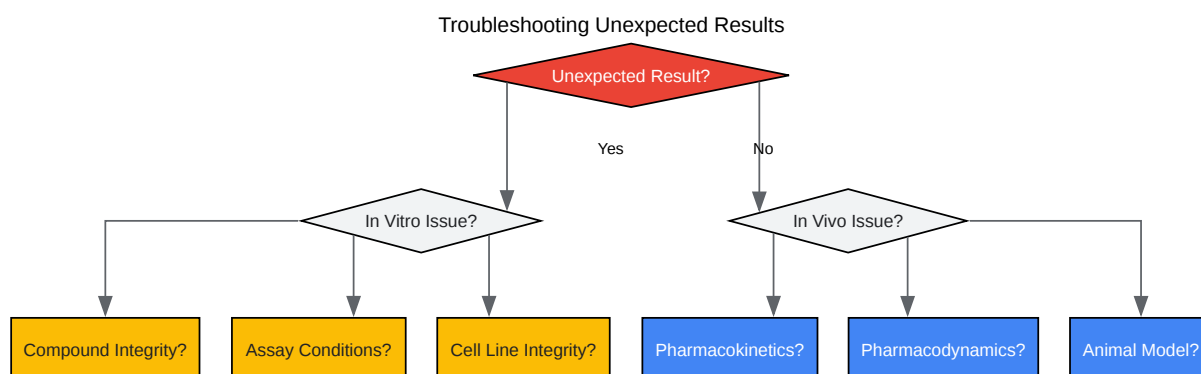 Troubleshooting Unexpected Results
Unexpected Result?
Yes
No
In Vitro Issue?
In Vivo Issue?
Compound Integrity?
Assay Conditions?
Cell Line Integrity?
Pharmacokinetics?
Pharmacodynamics?
Animal Model?